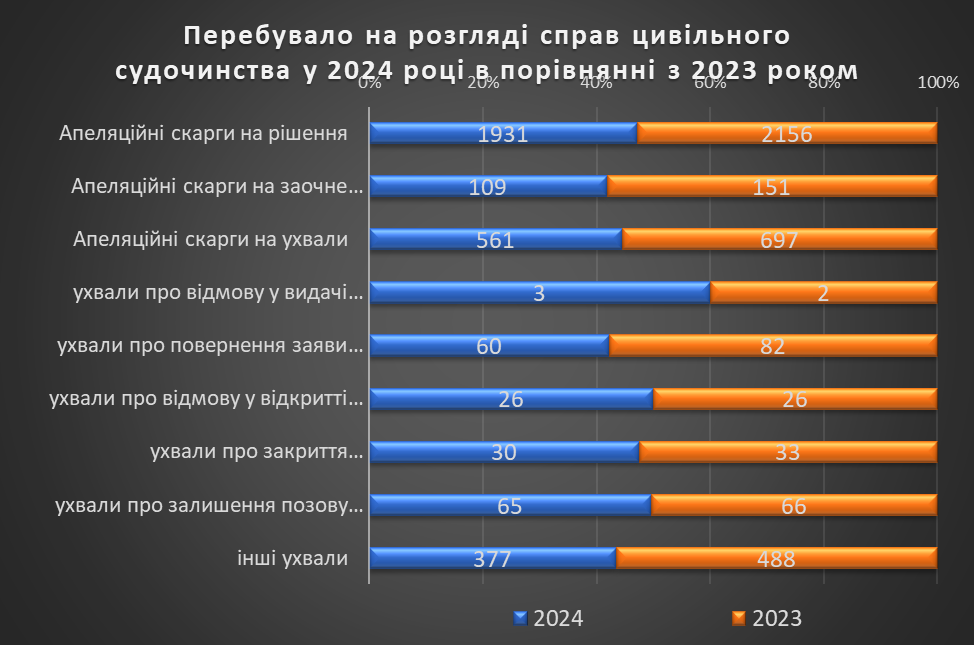 Перебувало на розгляді справ цивільного
судочинства у 2024 році в порівнянні з 2023 роком
0% 20% 40% 60% 80% 100%
Апеляційні скарги на рішення 1931 2156
Апеляційні скарги на заочне... 109 151
Апеляційні скарги на ухвали 561 697
ухвали про відмову у видачі... 3 2
ухвали про повернення заяви... 60 82
ухвали про відмову у відкритті... 26 26
ухвали про закриття... 30 33
ухвали про залишення позову... 65 66
інші ухвали 377 488
2024 2023